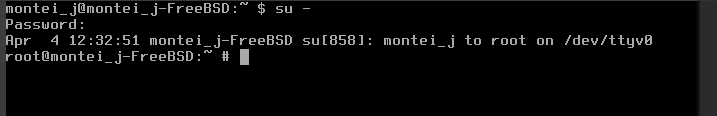 montei_j@montei_j-FreeBSD:~ $ su -
Password:
Apr  4 12:32:51 montei_j-FreeBSD su[858]: montei_j to root on /dev/ttyv0
root@montei_j-FreeBSD:~ #